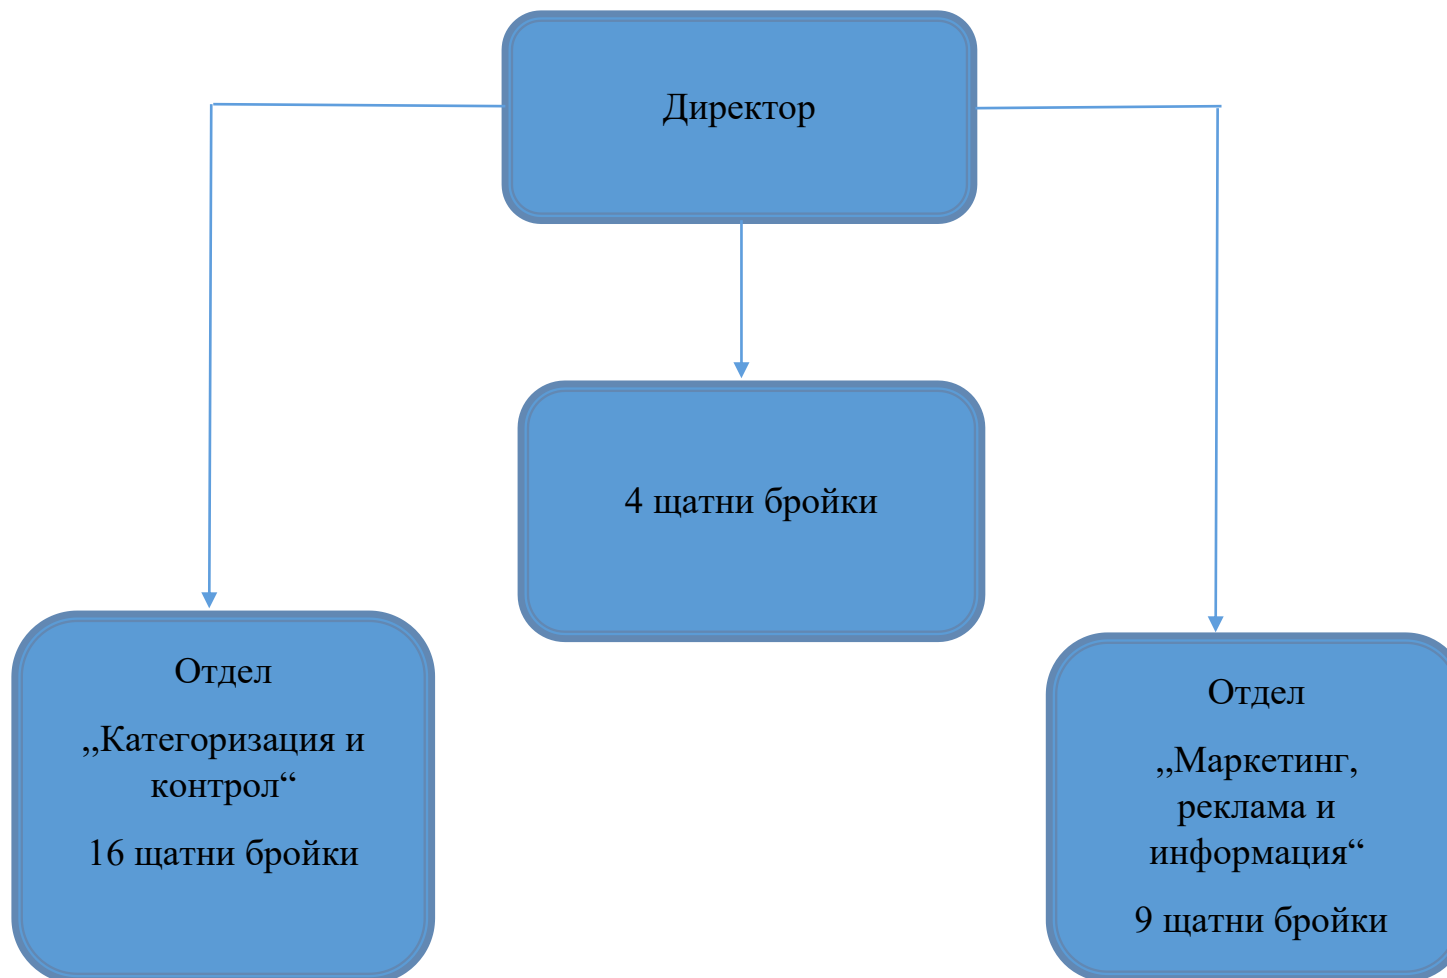 Директор
4 щатни бройки
Отдел
„Категоризация и
контрол“
16 щатни бройки
Отдел
„Маркетинг,
реклама и
информация“
9 щатни бройки